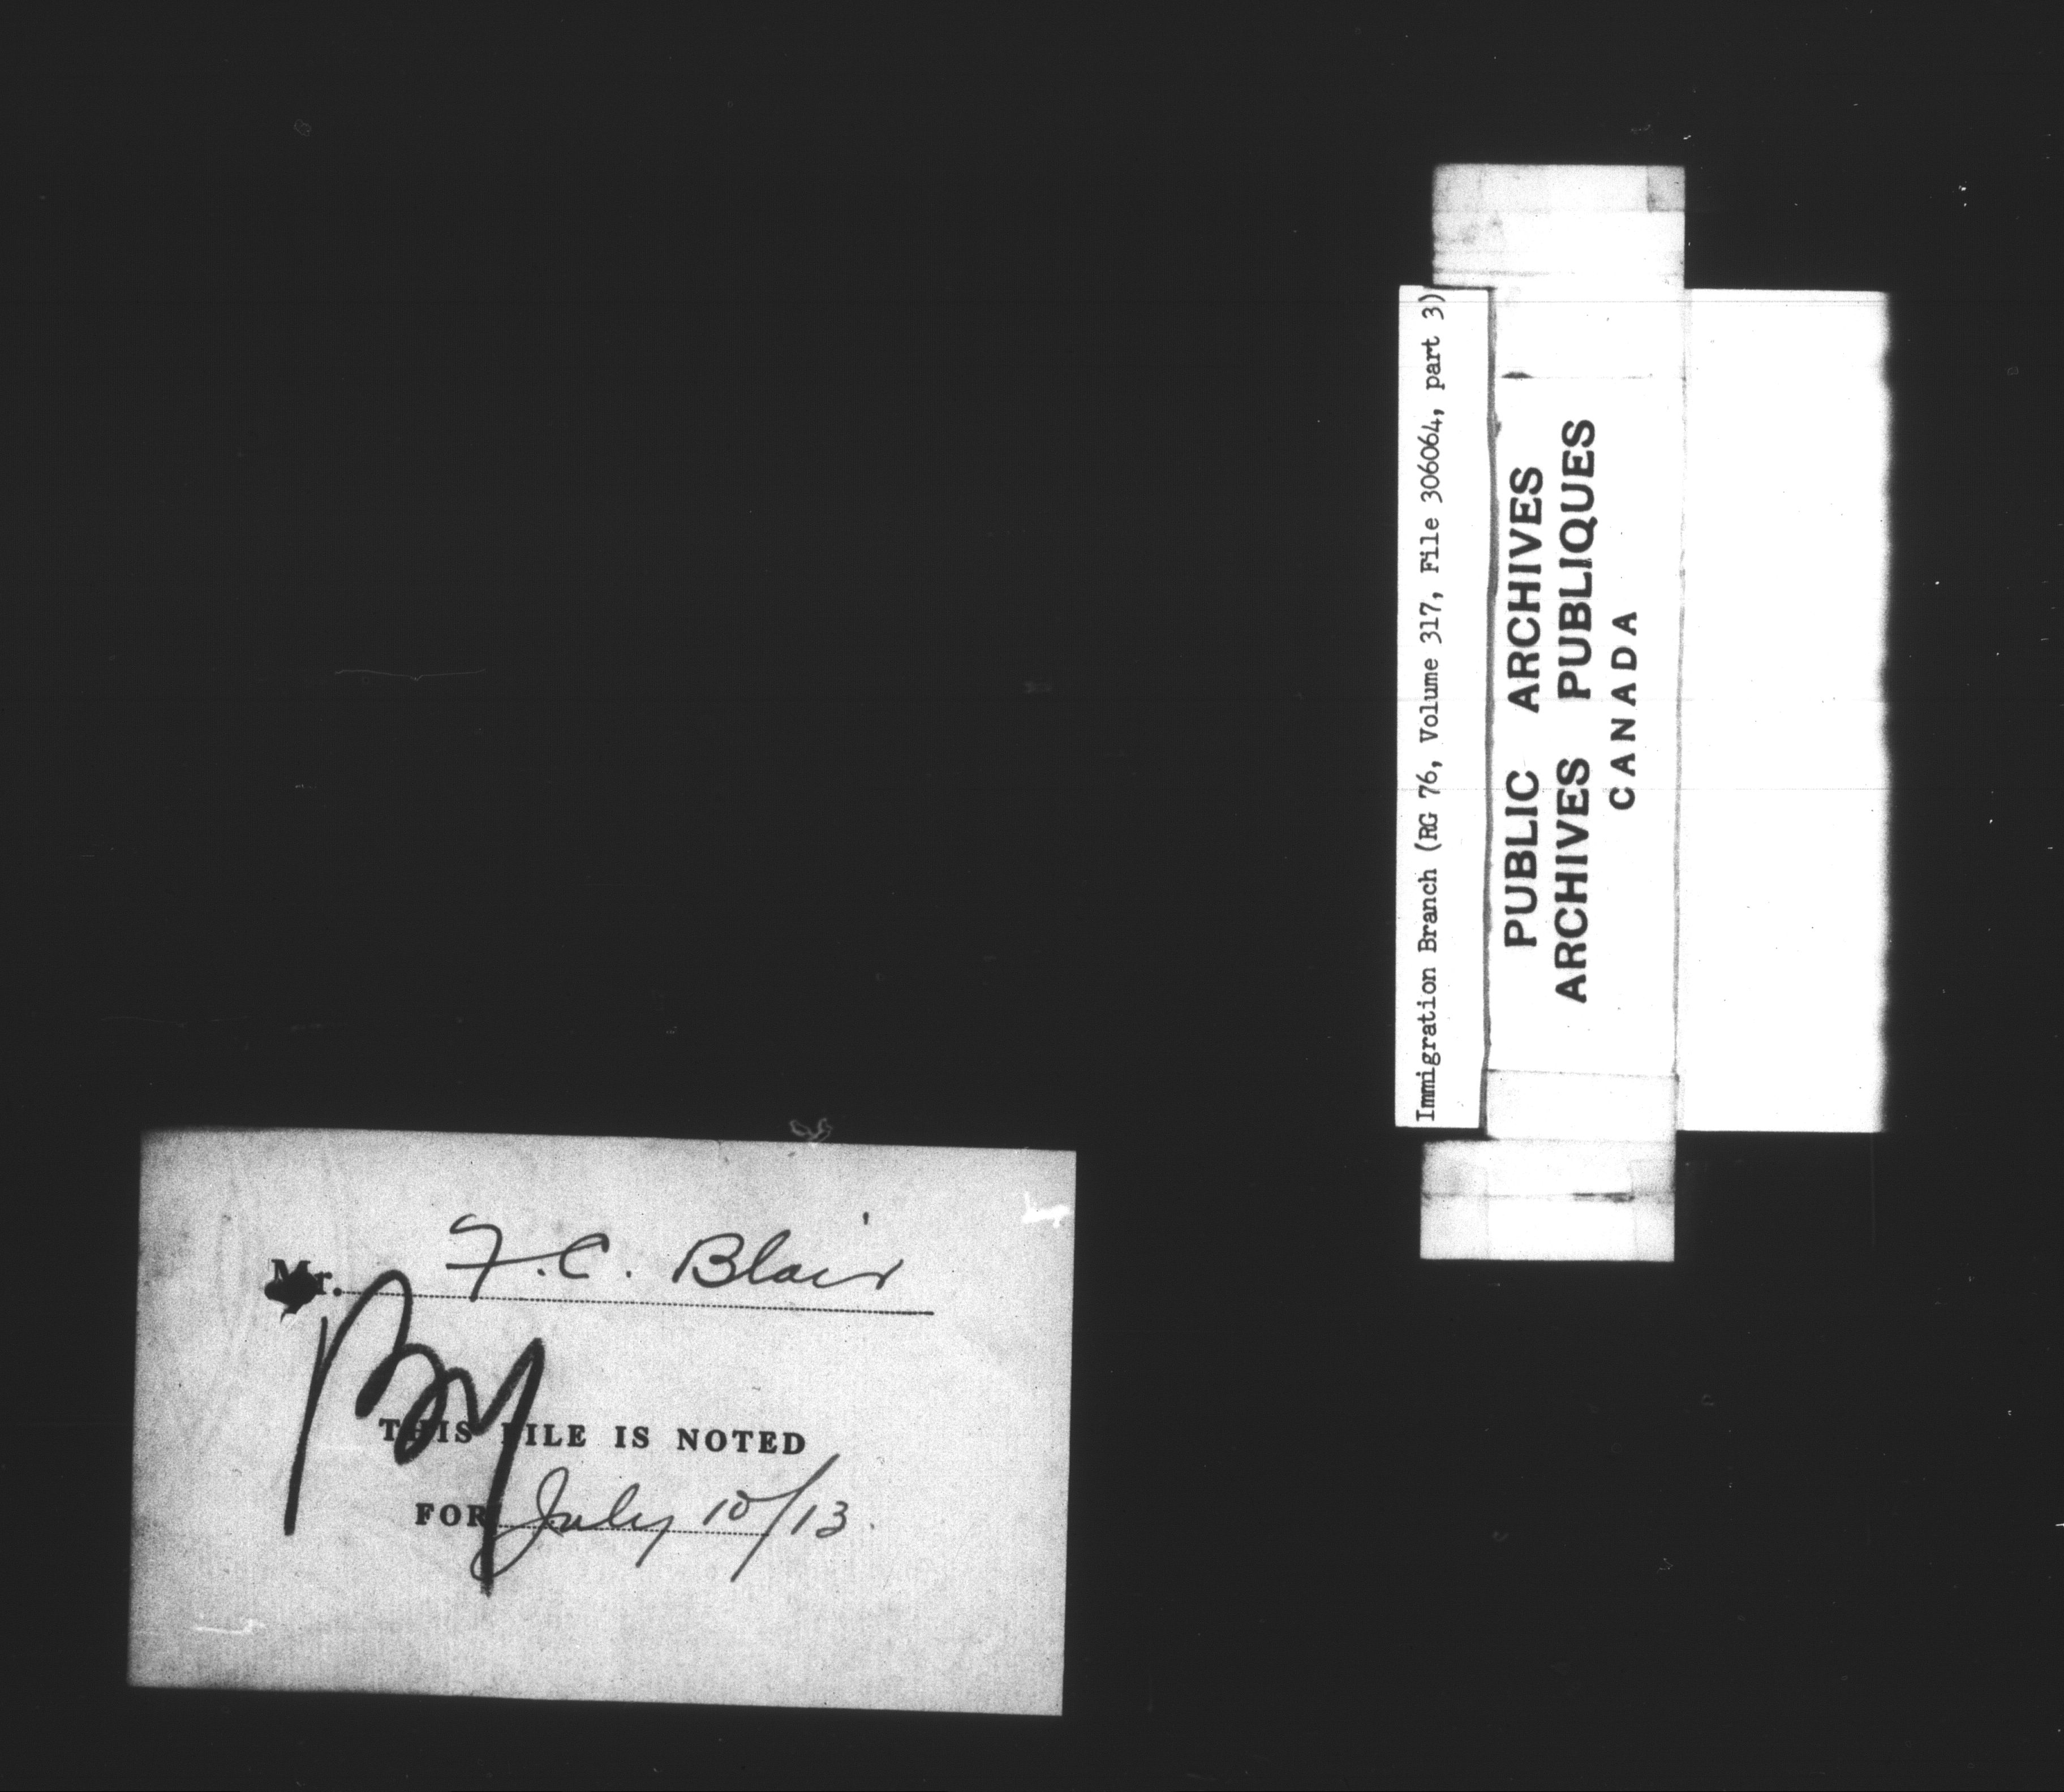 Mr. F. C. Blair
THIS FILE IS NOTED
FOR July 10/13.
Immigration Branch (RG 76, Volume 317, File 306064, part 3)
PUBLIC ARCHIVES
ARCHIVES PUBLIQUES
CANADA